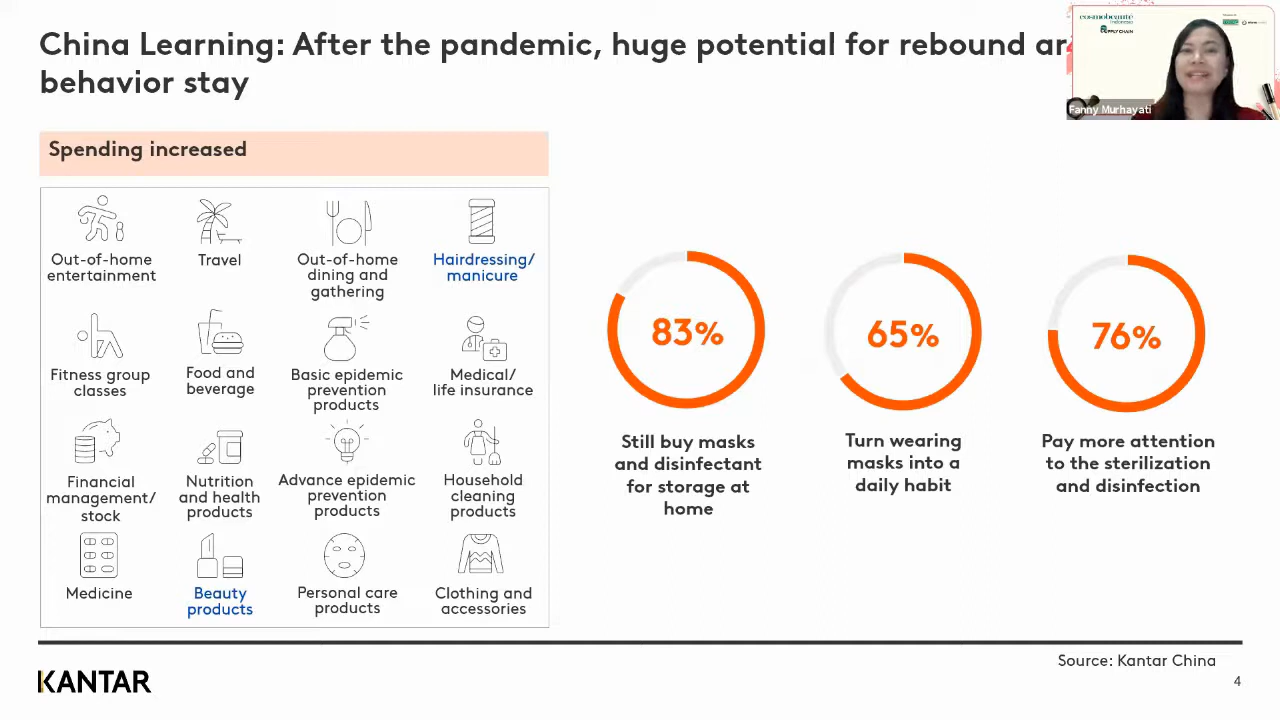 China Learning: After the pandemic, huge potential for rebound
behavior stay
cosmobeauté
SUPPLY CHAIN
Fanny Murhayati
Spending increased
Out-of-home
entertainment
Travel
Out-of-home
dining and
gathering
Hairdressing/
manicure
Fitness group
classes
Food and
beverage
Basic epidemic
prevention
products
Medical/
life insurance
Financial
management/
stock
Nutrition
and health
products
Advance epidemic
prevention
products
Household
cleaning
products
Medicine
Beauty
products
Personal care
products
Clothing and
accessories
83%
Still buy masks
and disinfectant
for storage at
home
65%
Turn wearing
masks into a
daily habit
76%
Pay more attention
to the sterilization
and disinfection
Source: Kantar China
KANTAR
4